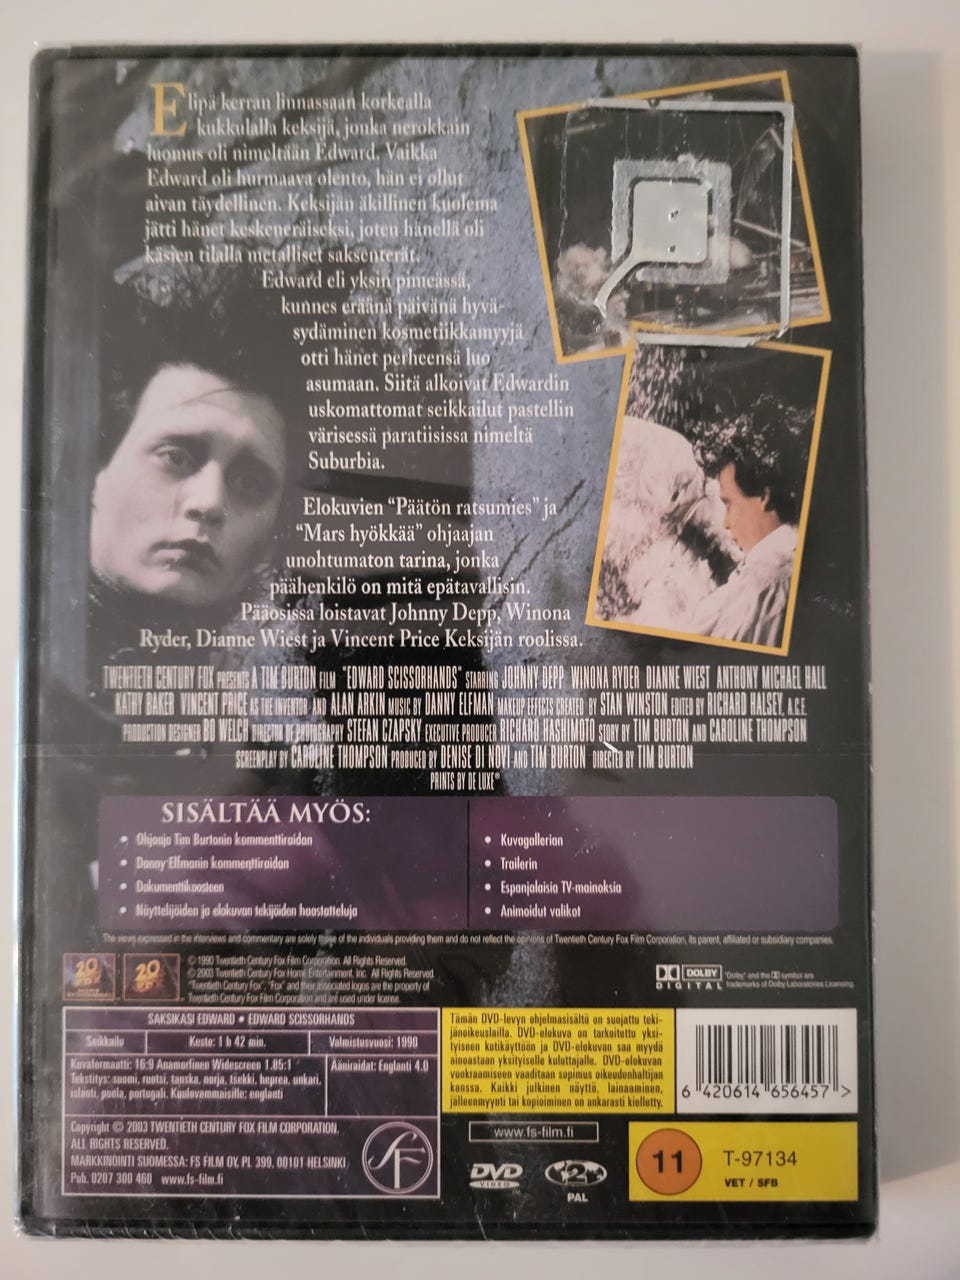 Elipä kerran linnassaan korkealla
kukkulalla keksijä, jonka nerokkain
luomus oli nimeltään Edward. Vaikka
Edward oli hurmaava olento, hän ei ollut
aivan täydellinen. Keksijän äkillinen kuolema
jätti hänet keskeneräiseksi, joten hänellä oli
käsien tilalla metalliset saksenterät.
Edward eli yksin pimeässä,
kunnes eräänä päivänä hyvä-
sydäminen kosmetiikkamyyjä
otti hänet perheensä luo
asumaan. Siitä alkoivat Edwardin
uskomattomat seikkailut pastellin
värisessä paratiisissa nimeltä
Suburbia.
Elokuvien "Päätön ratsumies" ja
"Mars hyökkää" ohjaajan
unohtumaton tarina, jonka
päähenkilö on mitä epätavallisin.
Pääosissa loistavat Johnny Depp, Winona
Ryder, Dianne Wiest ja Vincent Price Keksijän roolissa.
TWENTIETH CENTURY FOX PRESENTS A TIM BURTON FILM "EDWARD SCISSORHANDS" STARRING JOHNNY DEPP WINONA RYDER DIANNE WIEST ANTHONY MICHAEL HALL
KATHY BAKER VINCENT PRICE AS THE INVENTOR AND ALAN ARKIN MUSIC BY DANNY ELFMAN MAKEUP EFFECTS CREATED BY STAN WINSTON EDITED BY RICHARD HALSEY, A.C.E.
PRODUCTION DESIGNER BO WELCH DIRECTOR OF PHOTOGRAPHY STEFAN CZAPSKY EXECUTIVE PRODUCER RICHARD HASHIMOTO STORY BY TIM BURTON AND CAROLINE THOMPSON
SCREENPLAY BY CAROLINE THOMPSON PRODUCED BY DENISE DI NOVI AND TIM BURTON DIRECTED BY TIM BURTON
PRINTS BY DE LUXE®
SISÄLTÄÄ MYÖS:
• Ohjaaja Tim Burtonin kommenttiraidan
• Danny Elfmanin kommenttiraidan
• Dokumenttikoosteen
• Näyttelijöiden ja elokuvan tekijöiden haastatteluja
• Kuvagallerian
• Trailerin
• Espanjalaisia TV-mainoksia
• Animoidut valikot
The views expressed in the interviews and commentary are solely those of the individuals providing them and do not reflect the opinions of Twentieth Century Fox Film Corporation, its parent, affiliated or subsidiary companies.
20
20
© 1990 Twentieth Century Fox Film Corporation. All Rights Reserved.
© 2003 Twentieth Century Fox Home Entertainment, Inc. All Rights Reserved.
"Twentieth Century Fox", "Fox" and their associated logos are the property of
Twentieth Century Fox Film Corporation and are used under license.
DOLBY
DIGITAL
"Dolby" and the DD symbol are
trademarks of Dolby Laboratories Licensing.
SAKSIKÄSI EDWARD • EDWARD SCISSORHANDS
Seikkailu
Kesto: 1 h 42 min.
Valmistusvuosi: 1990
Kuvaformaatti: 16:9 Anamorfinen Widescreen 1.85:1
Tekstitys: suomi, ruotsi, tanska, norja, tsekki, heprea, unkari,
islanti, puola, portugali. Kuulovammaisille: englanti
Ääniraidat: Englanti 4.0
Copyright © 2003 TWENTIETH CENTURY FOX FILM CORPORATION.
ALL RIGHTS RESERVED.
MARKKINOINTI SUOMESSA: FS FILM OY, PL 399, 00101 HELSINKI
Puh. 0207 300 460 www.fs-film.fi
SF
Tämän DVD-levyn ohjelmasisältö on suojattu teki-
jänoikeuslailla. DVD-elokuva on tarkoitettu yksi-
tyiseen kotikäyttöön ja DVD-elokuvan saa myydä
ainoastaan yksityiselle kuluttajalle. DVD-elokuvan
vuokraamiseen vaaditaan sopimus oikeudenhaltijan
kanssa. Kaikki julkinen näyttö, lainaaminen,
jälleenmyynti tai kopioiminen on ankarasti kielletty.
6 420614 656457 >
www.fs-film.fi
DVD
VIDEO
2
PAL
11
T-97134
VET / SFB